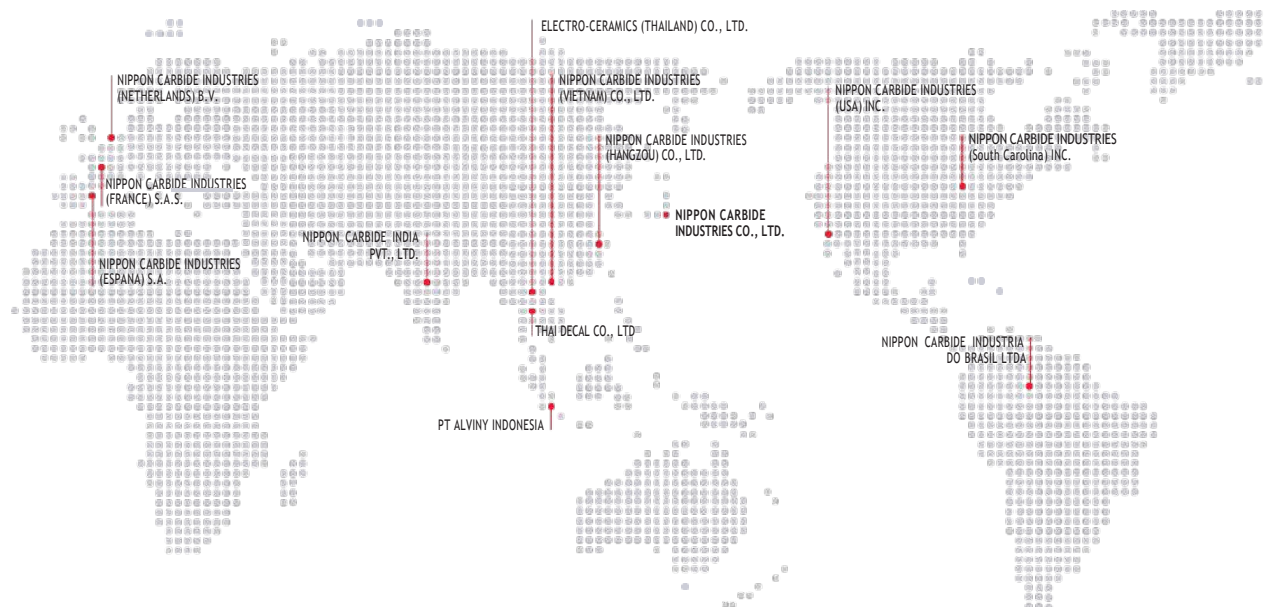 ELECTRO-CERAMICS (THAILAND) CO., LTD.
NIPPON CARBIDE INDUSTRIES
(NETHERLANDS) B.V.
NIPPON CARBIDE INDUSTRIES
(VIETNAM) CO., LTD.
NIPPON CARBIDE INDUSTRIES
(USA) INC.
NIPPON CARBIDE INDUSTRIES
(HANGZOU) CO., LTD.
NIPPON CARBIDE INDUSTRIES
(South Carolina) INC.
NIPPON CARBIDE INDUSTRIES
(FRANCE) S.A.S.
NIPPON CARBIDE
INDUSTRIES CO., LTD.
NIPPON CARBIDE INDIA
PVT., LTD.
NIPPON CARBIDE INDUSTRIES
(ESPANA) S.A.
THAI DECAL CO., LTD
NIPPON CARBIDE INDUSTRIA
DO BRASIL LTDA
PT ALVINY INDONESIA